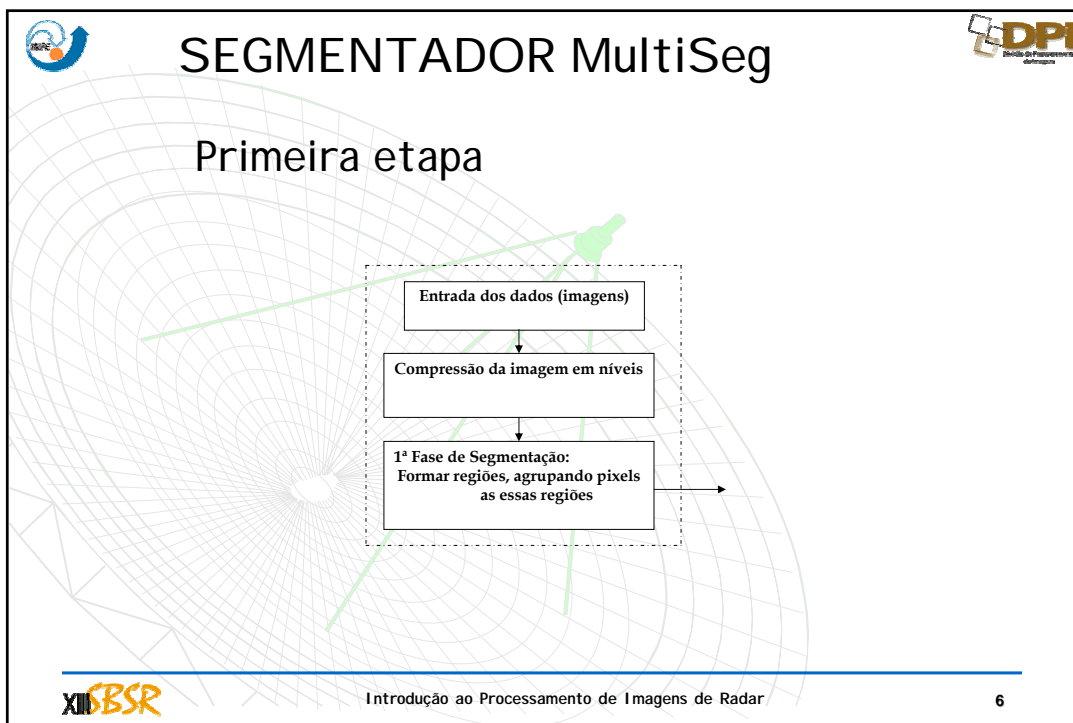 SEGMENTADOR MultiSeg
DPI
Primeira etapa
Entrada dos dados (imagens)
Compressão da imagem em níveis
1ª Fase de Segmentação:
Formar regiões, agrupando pixels
as essas regiões
XIII SBSR
Introdução ao Processamento de Imagens de Radar
6